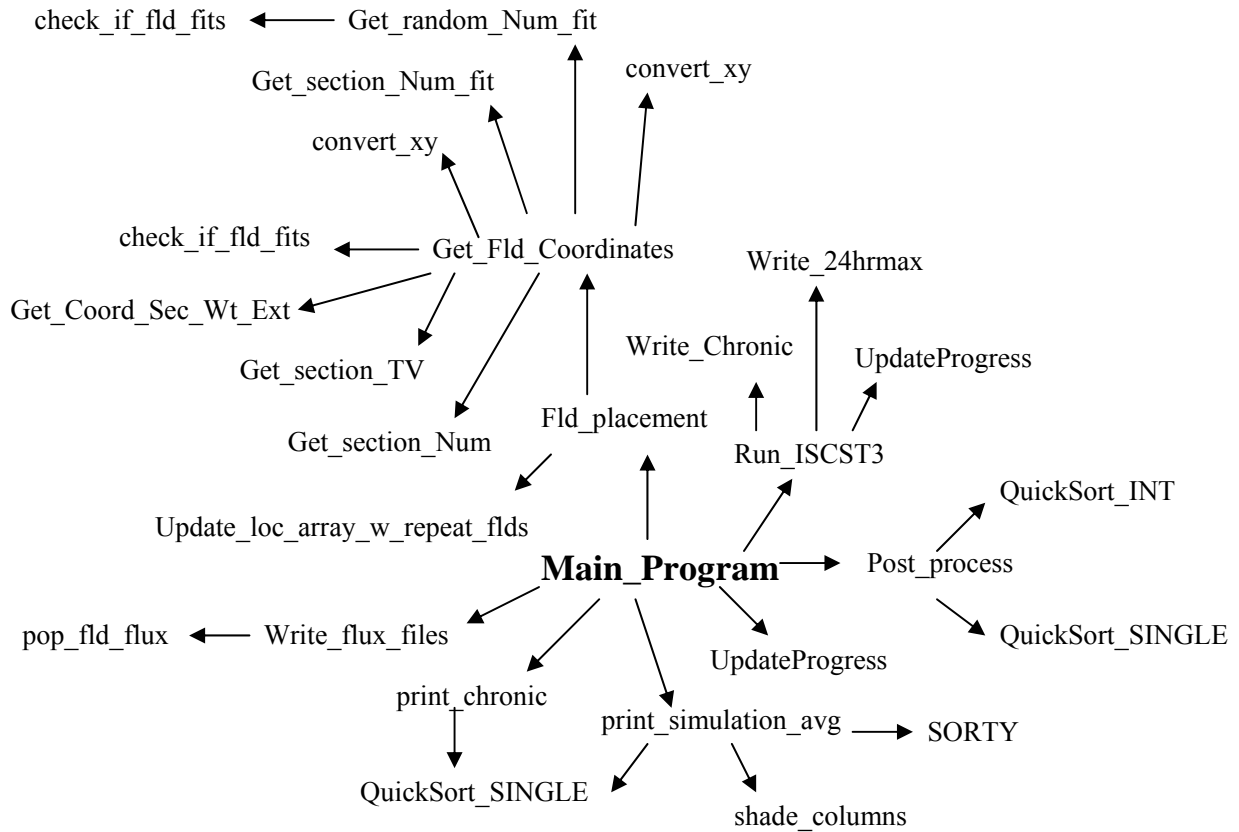 check_if_fld_fits
Get_random_Num_fit
convert_xy
Get_section_Num_fit
convert_xy
check_if_fld_fits
Get_Fld_Coordinates
Write_24hrmax
Get_Coord_Sec_Wt_Ext
Write_Chronic
UpdateProgress
Get_section_TV
Fld_placement
Get_section_Num
Run_ISCST3
QuickSort_INT
Update_loc_array_w_repeat_flds
Main_Program
Post_process
pop_fld_flux
Write_flux_files
QuickSort_SINGLE
UpdateProgress
print_chronic
print_simulation_avg
SORTY
QuickSort_SINGLE
shade_columns